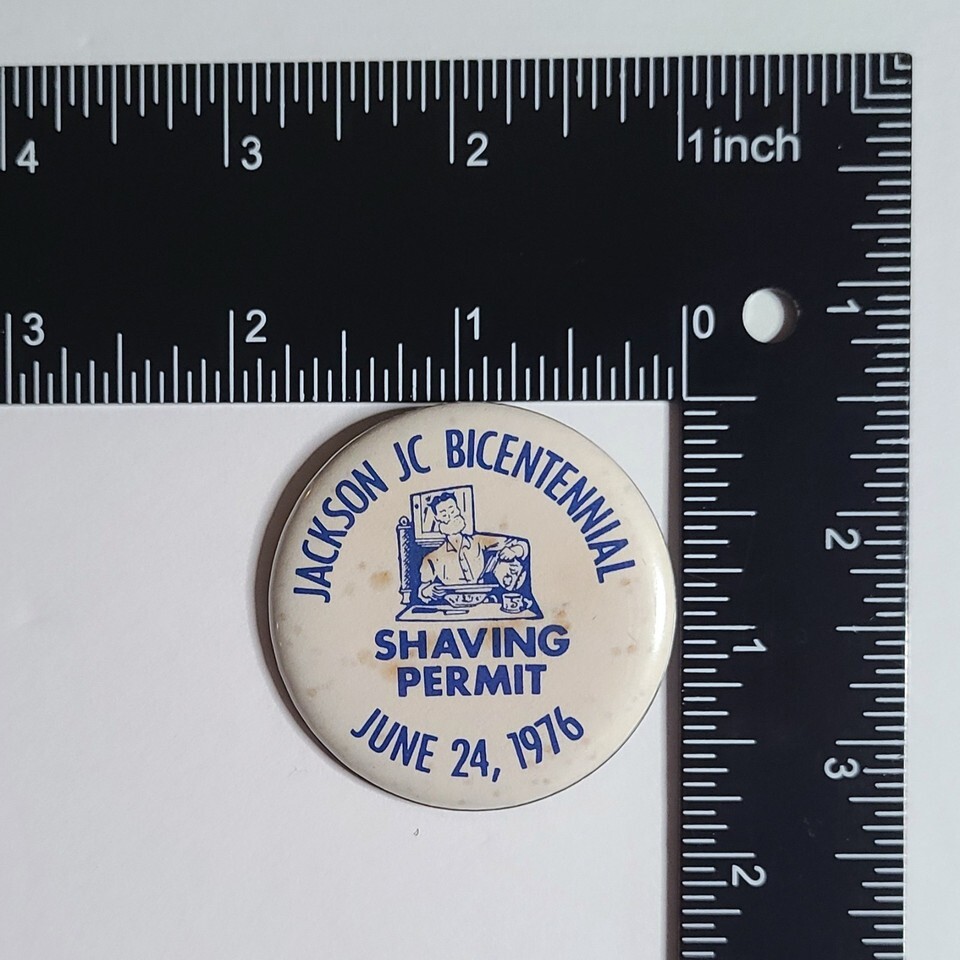 4 3 2 1 inch
3 2 1 0
1
2
3
1
2
JACKSON JC BICENTENNIAL
SHAVING
PERMIT
JUNE 24, 1976